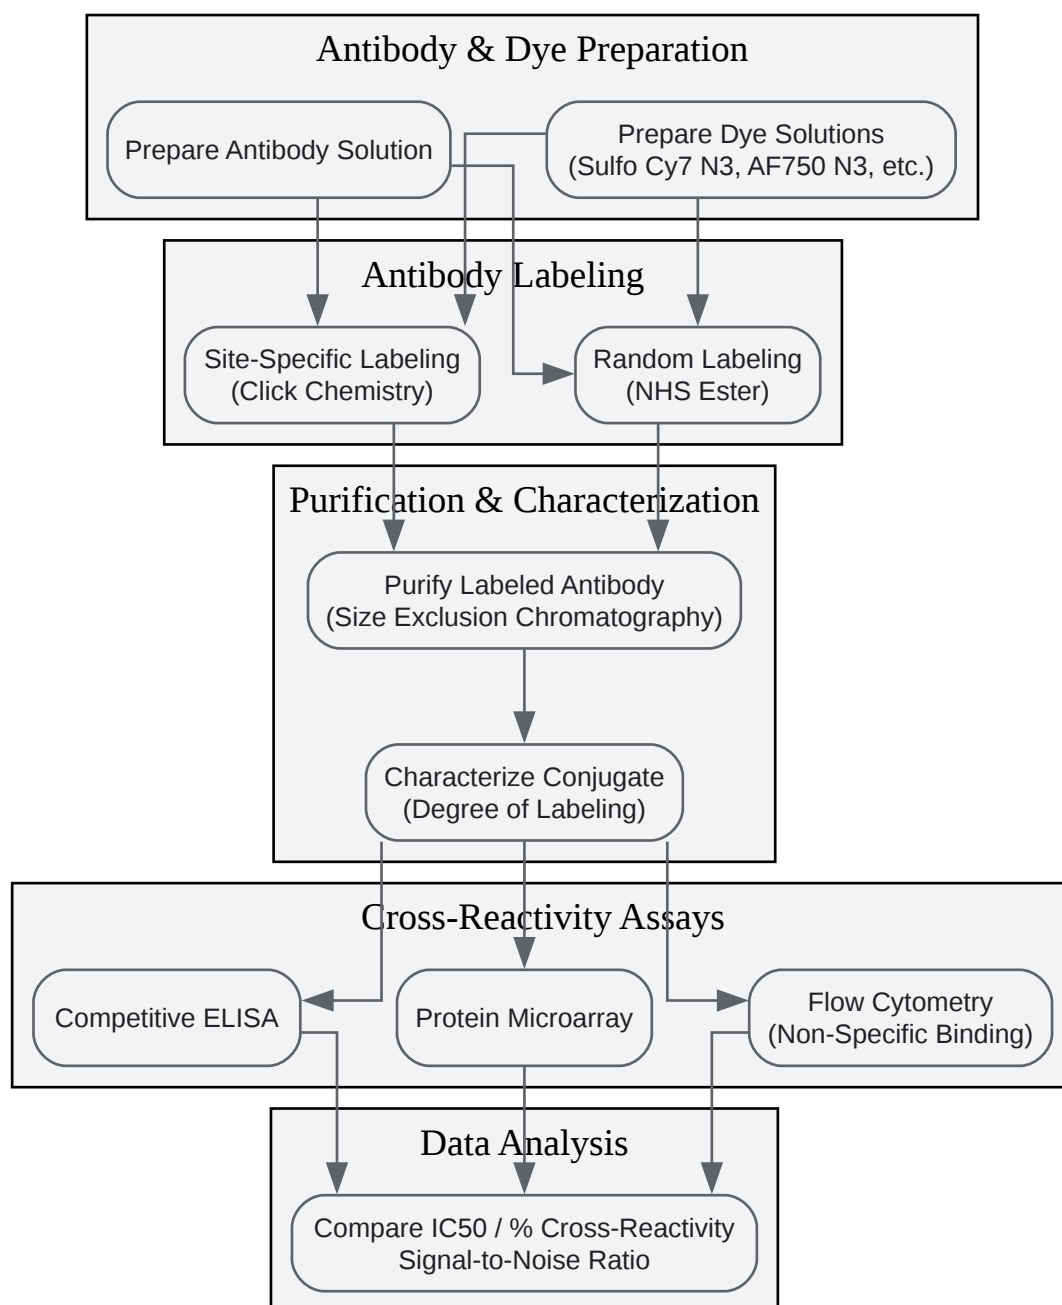 Antibody & Dye Preparation
Prepare Antibody Solution
Prepare Dye Solutions
(Sulfo Cy7 N3, AF750 N3, etc.)
Antibody Labeling
Site-Specific Labeling
(Click Chemistry)
Random Labeling
(NHS Ester)
Purification & Characterization
Purify Labeled Antibody
(Size Exclusion Chromatography)
Characterize Conjugate
(Degree of Labeling)
Cross-Reactivity Assays
Competitive ELISA
Protein Microarray
Flow Cytometry
(Non-Specific Binding)
Data Analysis
Compare IC50 / % Cross-Reactivity
Signal-to-Noise Ratio